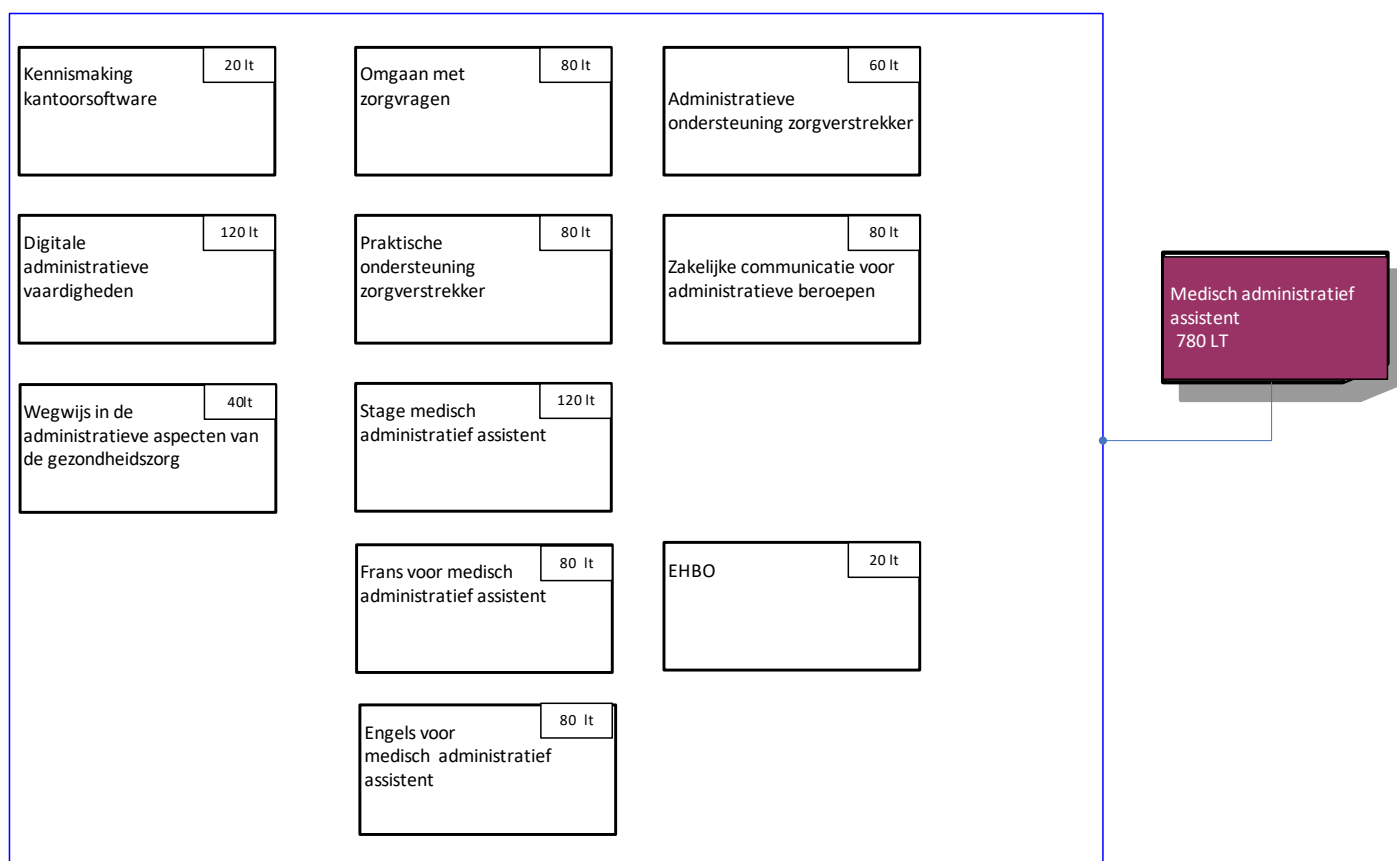 Kennismaking
kantoorsoftware
20 lt
Omgaan met
zorgvragen
80 lt
Administratieve
ondersteuning zorgverstrekker
60 lt
Digitale
administratieve
vaardigheden
120 lt
Praktische
ondersteuning
zorgverstrekker
80 lt
Zakelijke communicatie voor
administratieve beroepen
80 lt
Medisch administratief
assistent
780 LT
Wegwijs in de
administratieve aspecten van
de gezondheidszorg
40lt
Stage medisch
administratief assistent
120 lt
Frans voor medisch
administratief assistent
80 lt
EHBO
20 lt
Engels voor
medisch administratief
assistent
80 lt